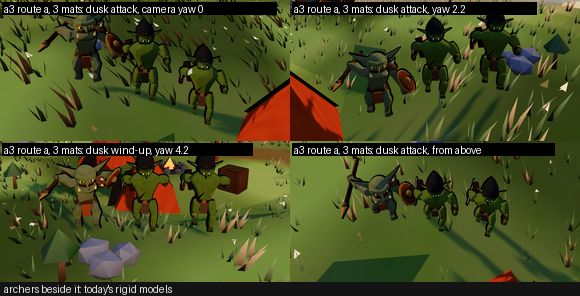 a3 route a, 3 mats: dusk attack, camera yaw 0
a3 route a, 3 mats: dusk attack, yaw 2.2
a3 route a, 3 mats: dusk wind-up, yaw 4.2
a3 route a, 3 mats: dusk attack, from above
archers beside it: today's rigid models